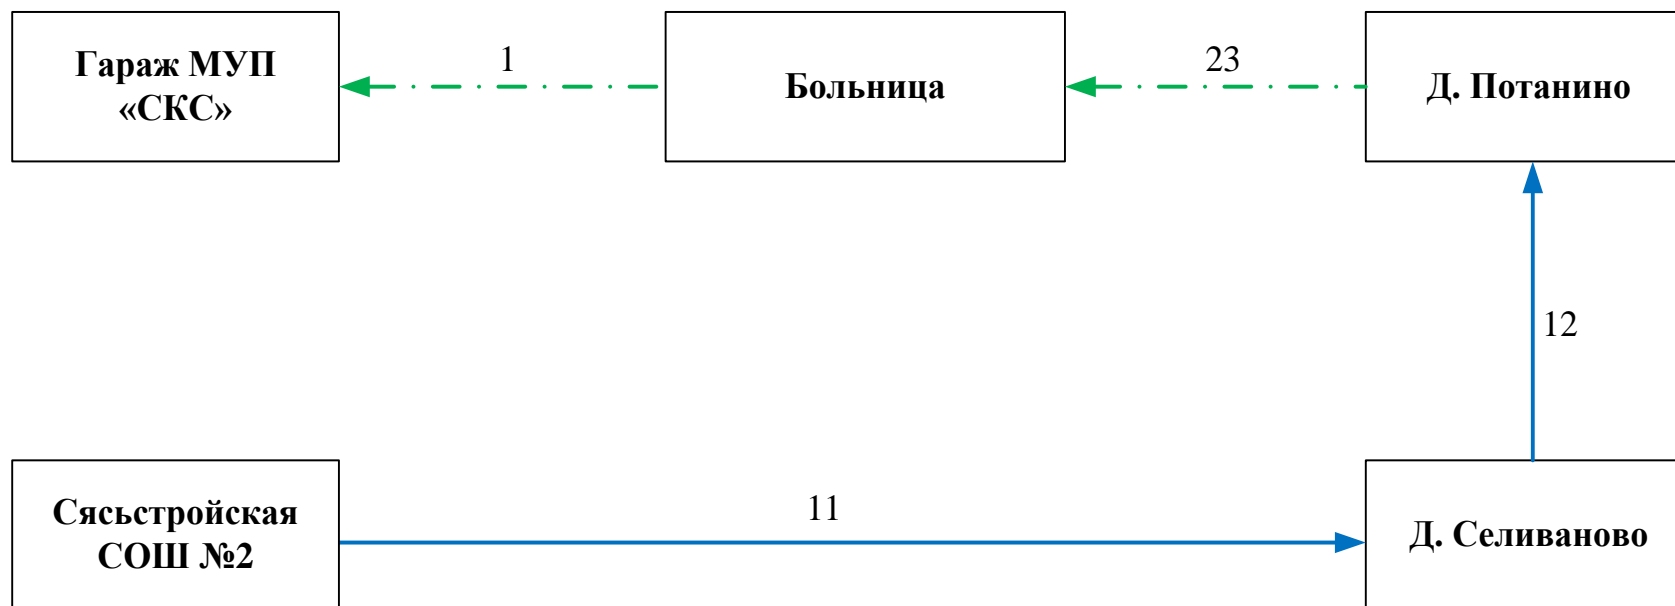 Гараж МУП
«СКС»
1
Больница
23
Д. Потанино
12
Сясьстройская
СОШ №2
11
Д. Селиваново